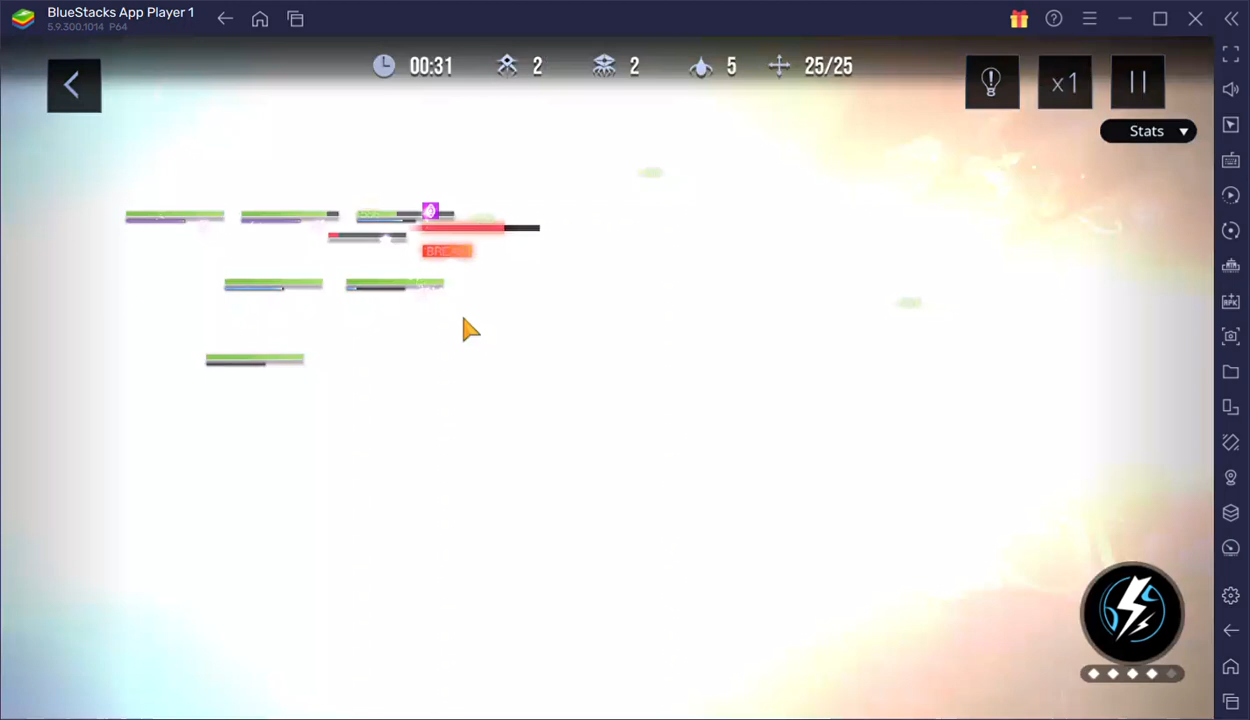 BlueStacks App Player 1
5.9.300.1014 P64
00:31 2 2 5 25/25
x1
Stats